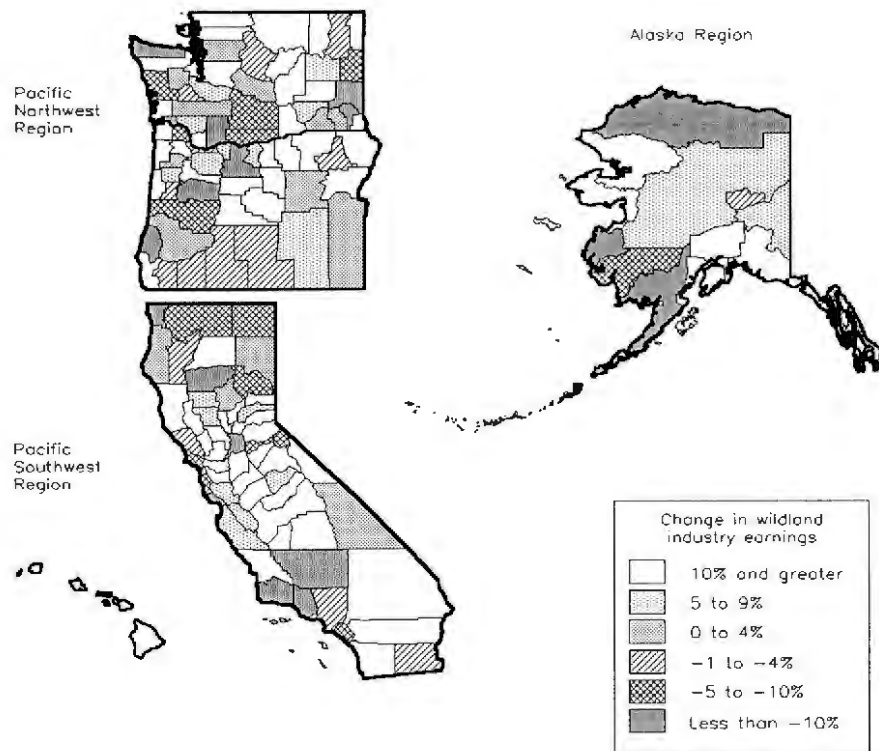 Alaska Region
Pacific
Northwest
Region
Pacific
Southwest
Region
Change in wildland
industry earnings
10% and greater
5 to 9%
0 to 4%
-1 to -4%
-5 to -10%
Less than -10%